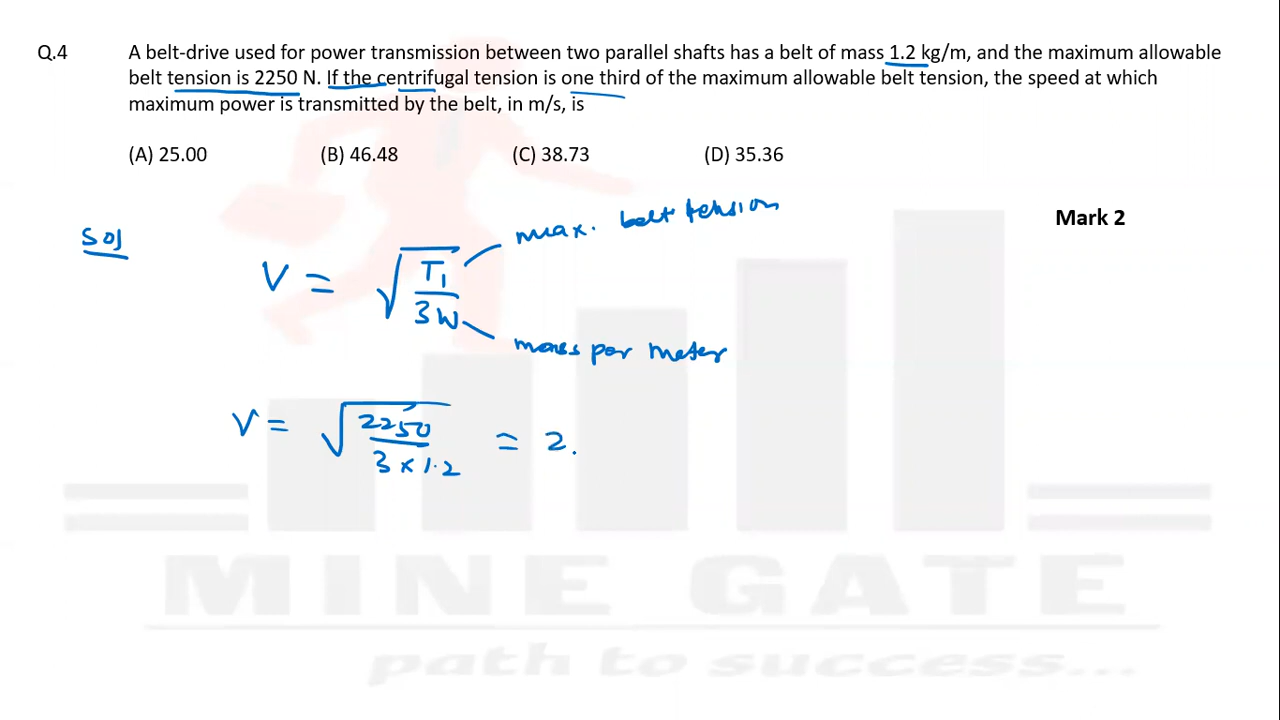 Q.4 A belt-drive used for power transmission between two parallel shafts has a belt of mass 1.2 kg/m, and the maximum allowable
belt tension is 2250 N. If the centrifugal tension is one third of the maximum allowable belt tension, the speed at which
maximum power is transmitted by the belt, in m/s, is
(A) 25.00 (B) 46.48 (C) 38.73 (D) 35.36
Mark 2
Sol
max. belt tension
V = √(T₁/3W)
mass per meter
V = √(2250/3×1.2) = 2.
MINE GATE
path to success...